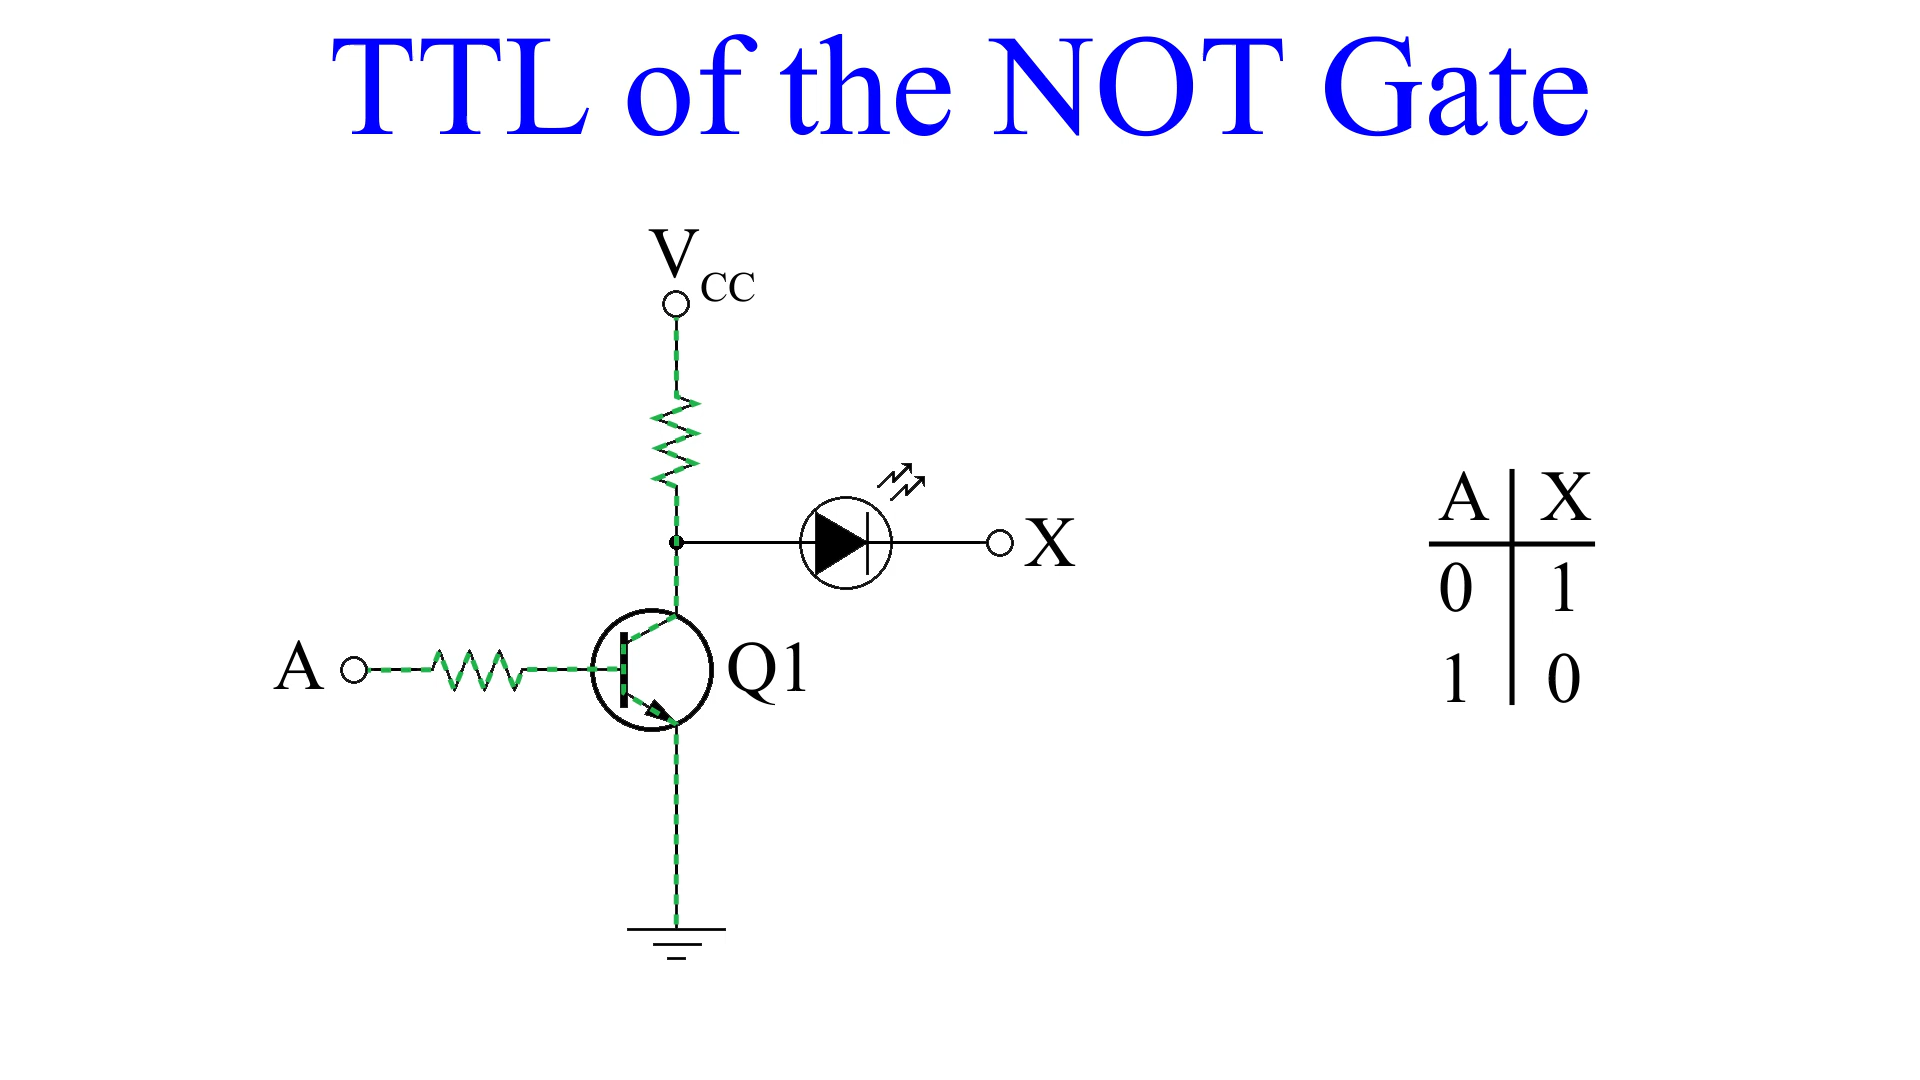 TTL of the NOT Gate
VCC
X
A
Q1
A X
0 1
1 0